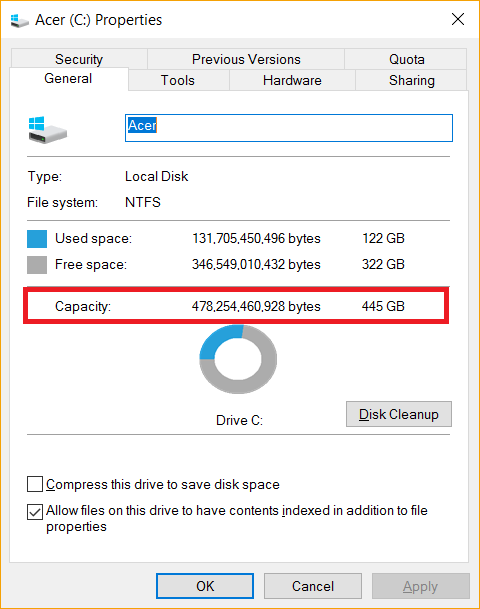 Acer (C:) Properties
Security Previous Versions Quota
General Tools Hardware Sharing
Acer
Type: Local Disk
File system: NTFS
Used space: 131,705,450,496 bytes 122 GB
Free space: 346,549,010,432 bytes 322 GB
Capacity: 478,254,460,928 bytes 445 GB
Drive C: Disk Cleanup
Compress this drive to save disk space
Allow files on this drive to have contents indexed in addition to file
properties
OK Cancel Apply